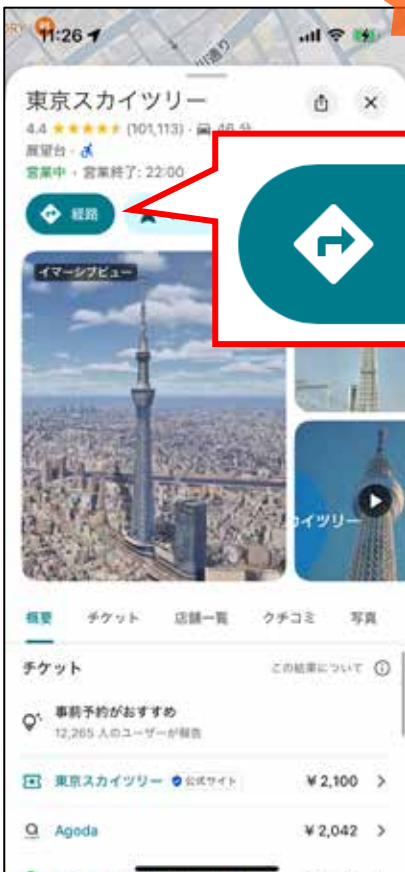 11:26
川通り
東京スカイツリー
4.4 ★★★★★ (101,113)・ 46 分
展望台・
営業中・営業終了: 22:00
経路
イマーシブビュー
カイツリー
概要 チケット 店舗一覧 クチコミ 写真
チケット この結果について
事前予約がおすすめ
12,265 人のユーザーが報告
東京スカイツリー 公式サイト ¥2,100
Agoda ¥2,042